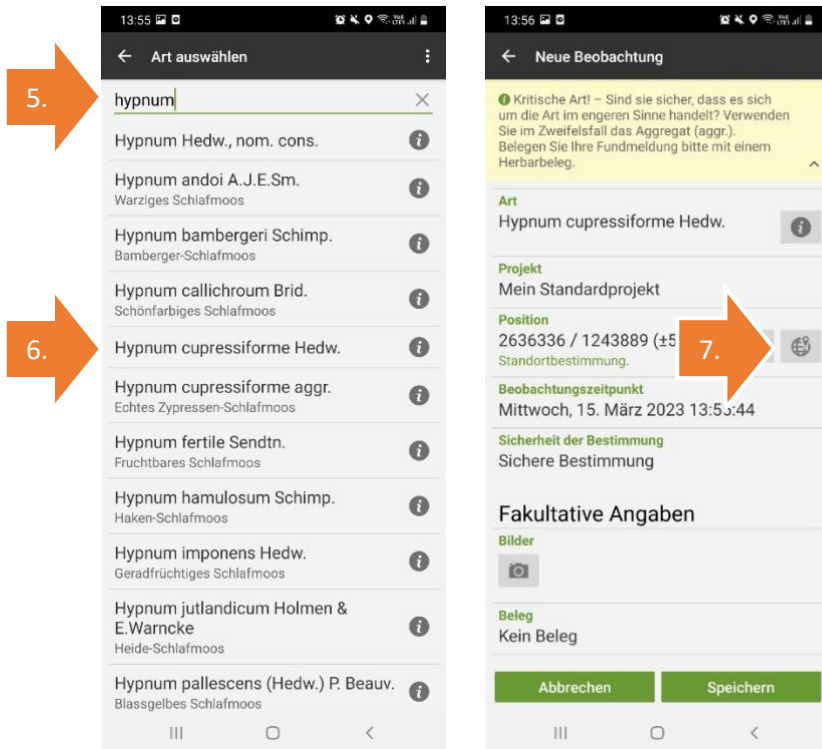 13:55
VoD LTE1
Art auswählen
5.
hypnum
Hypnum Hedw., nom. cons.
Hypnum andoi A.J.E.Sm.
Warziges Schlafmoos
Hypnum bambergeri Schimp.
Bamberger-Schlafmoos
Hypnum callichroum Brid.
Schönfarbiges Schlafmoos
6.
Hypnum cupressiforme Hedw.
Hypnum cupressiforme aggr.
Echtes Zypressen-Schlafmoos
Hypnum fertile Sendtn.
Fruchtbares Schlafmoos
Hypnum hamulosum Schimp.
Haken-Schlafmoos
Hypnum imponens Hedw.
Geradfrüchtiges Schlafmoos
Hypnum jutlandicum Holmen &
E.Warncke
Heide-Schlafmoos
Hypnum pallescens (Hedw.) P. Beauv.
Blassgelbes Schlafmoos
13:56
Neue Beobachtung
Kritische Art! – Sind sie sicher, dass es sich
um die Art im engeren Sinne handelt? Verwenden
Sie im Zweifelsfall das Aggregat (aggr.).
Belegen Sie Ihre Fundmeldung bitte mit einem
Herbarbeleg.
Art
Hypnum cupressiforme Hedw.
Projekt
Mein Standardprojekt
Position
2636336 / 1243889 (±5
7.
Standortbestimmung.
Beobachtungszeitpunkt
Mittwoch, 15. März 2023 13:55:44
Sicherheit der Bestimmung
Sichere Bestimmung
Fakultative Angaben
Bilder
Beleg
Kein Beleg
Abbrechen
Speichern